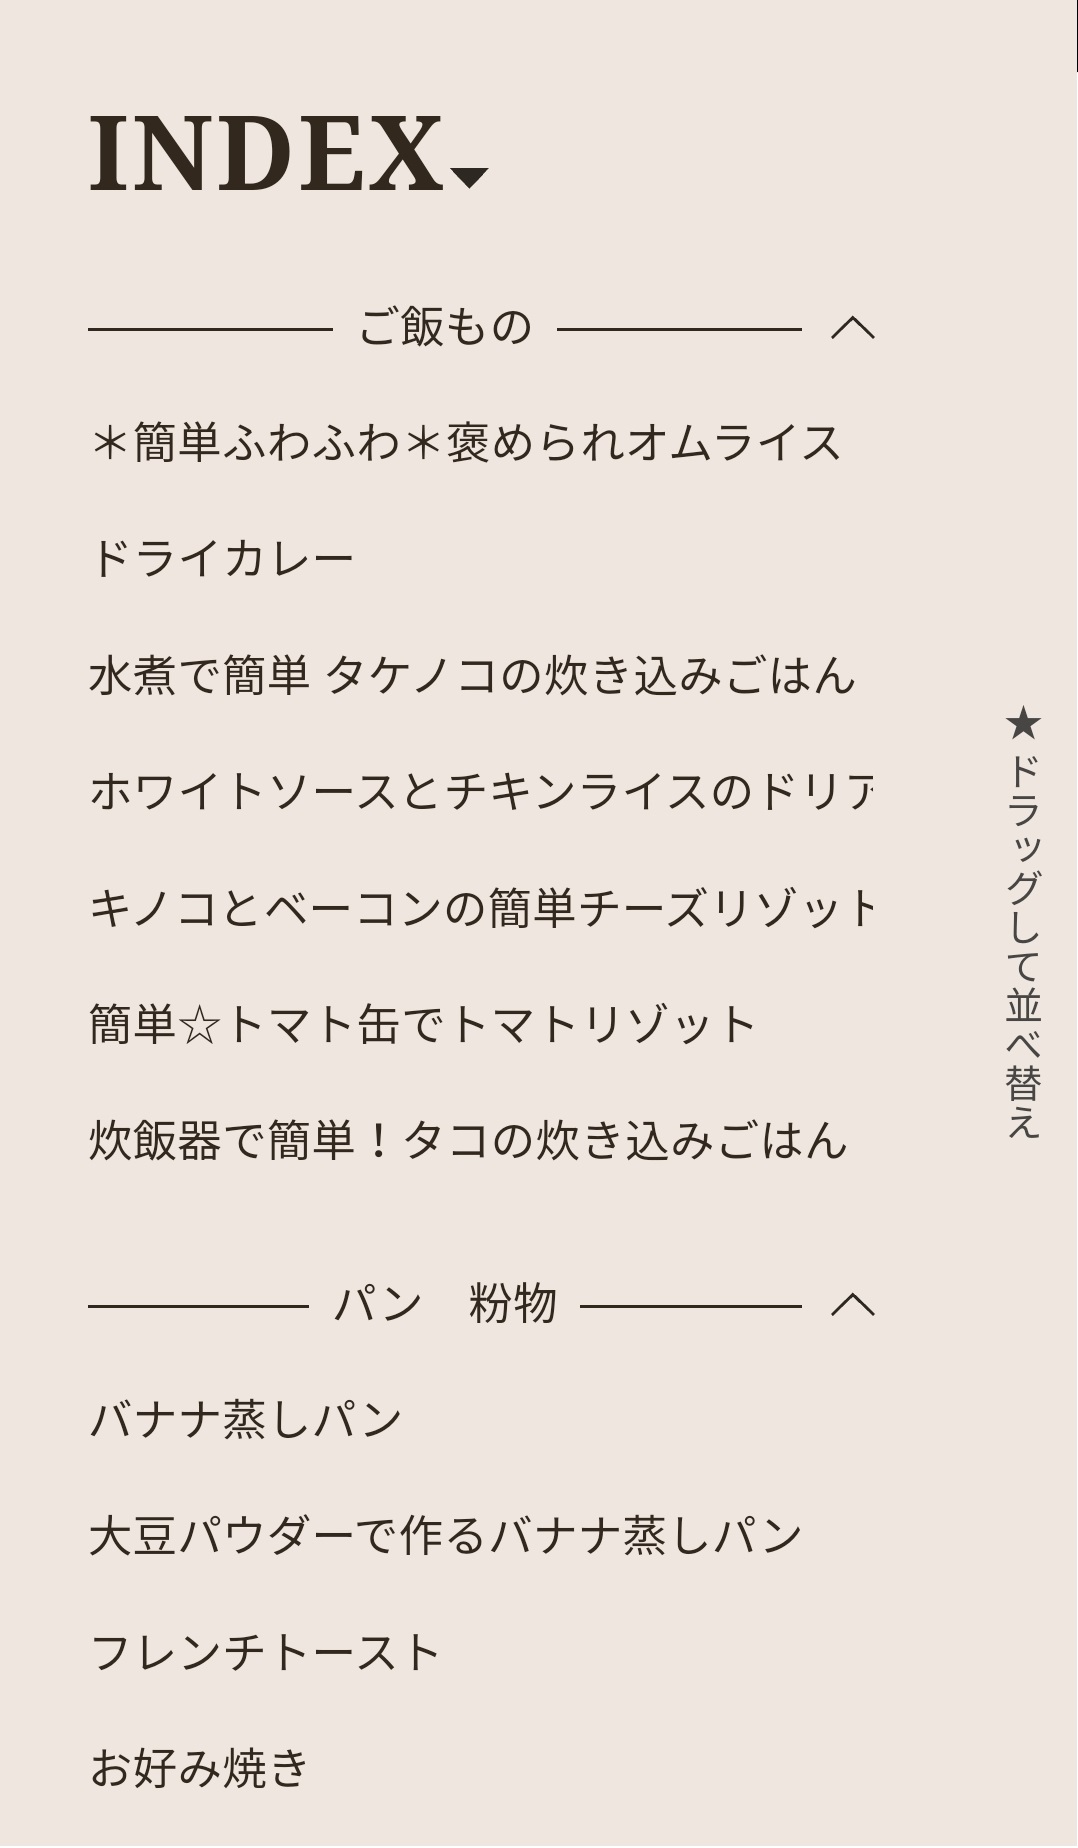 INDEX
ご飯もの
＊簡単ふわふわ＊褒められオムライス
ドライカレー
水煮で簡単 タケノコの炊き込みごはん
ホワイトソースとチキンライスのドリア
キノコとベーコンの簡単チーズリゾット
簡単☆トマト缶でトマトリゾット
炊飯器で簡単！タコの炊き込みごはん
パン　粉物
バナナ蒸しパン
大豆パウダーで作るバナナ蒸しパン
フレンチトースト
お好み焼き
★ドラッグして並べ替え